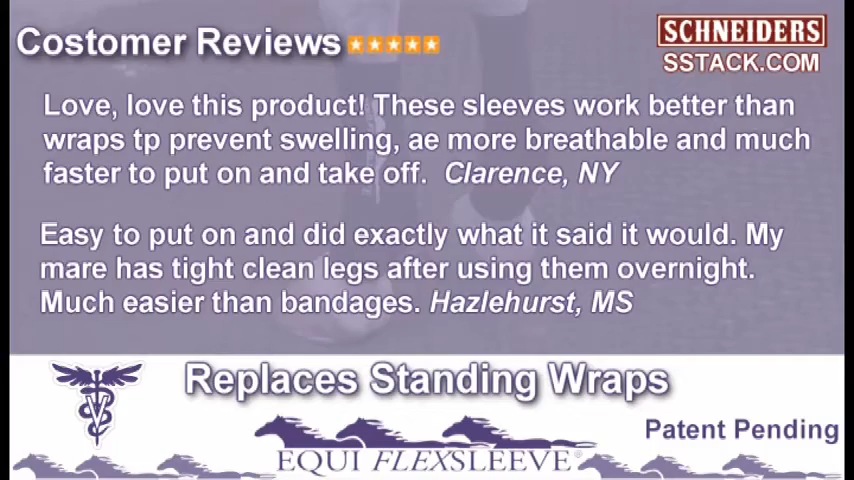 Costomer Reviews
SCHNEIDERS
SSTACK.COM
Love, love this product! These sleeves work better than
wraps tp prevent swelling, ae more breathable and much
faster to put on and take off. Clarence, NY
Easy to put on and did exactly what it said it would. My
mare has tight clean legs after using them overnight.
Much easier than bandages. Hazlehurst, MS
Replaces Standing Wraps
V
Patent Pending
EQUI FLEXSLEEVE®